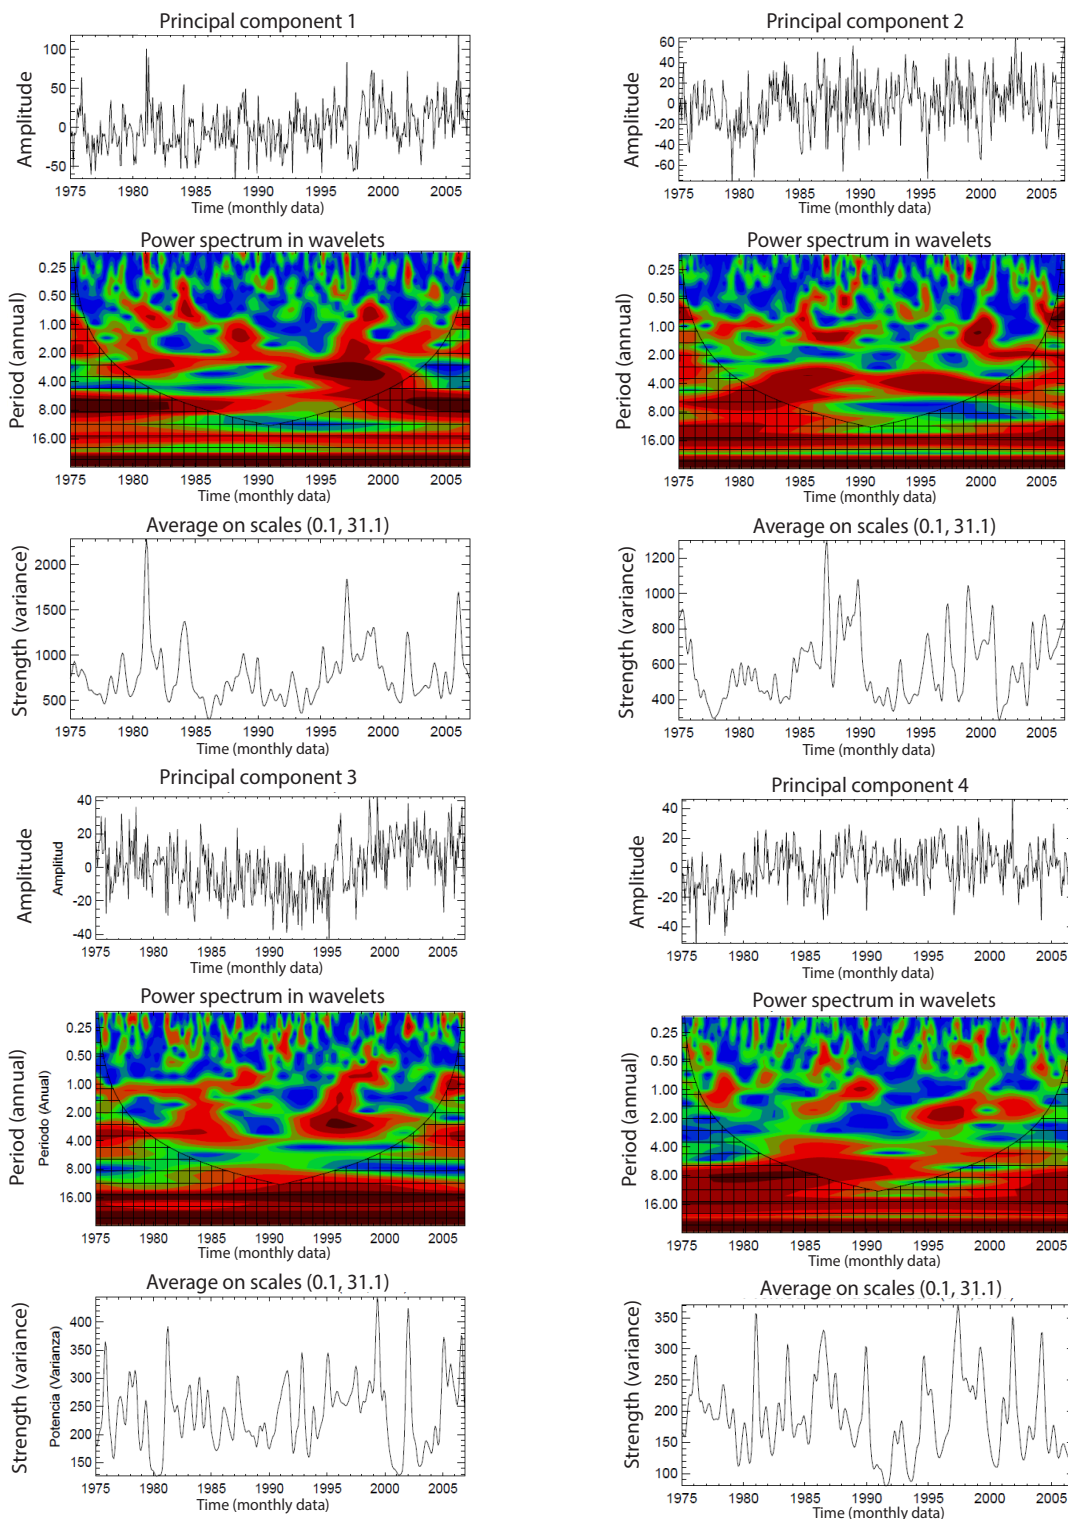 Principal component 1
Amplitude
100
50
0
-50
1975 1980 1985 1990 1995 2000 2005
Time (monthly data)
Power spectrum in wavelets
Period (annual)
0.25
0.50
1.00
2.00
4.00
8.00
16.00
1975 1980 1985 1990 1995 2000 2005
Time (monthly data)
Average on scales (0.1, 31.1)
Strength (variance)
2000
1500
1000
500
1975 1980 1985 1990 1995 2000 2005
Time (monthly data)
Principal component 2
Amplitude
60
40
20
0
-20
-40
-60
1975 1980 1985 1990 1995 2000 2005
Time (monthly data)
Power spectrum in wavelets
Period (annual)
0.25
0.50
1.00
2.00
4.00
8.00
16.00
1975 1980 1985 1990 1995 2000 2005
Time (monthly data)
Average on scales (0.1, 31.1)
Strength (variance)
1200
1000
800
600
400
1975 1980 1985 1990 1995 2000 2005
Time (monthly data)
Principal component 3
Amplitude
Amplitud
40
20
0
-20
-40
1975 1980 1985 1990 1995 2000 2005
Time (monthly data)
Power spectrum in wavelets
Period (annual)
Periodo (Anual)
0.25
0.50
1.00
2.00
4.00
8.00
16.00
1975 1980 1985 1990 1995 2000 2005
Time (monthly data)
Average on scales (0.1, 31.1)
Strength (variance)
Potencia (Varianza)
400
350
300
250
200
150
1975 1980 1985 1990 1995 2000 2005
Time (monthly data)
Principal component 4
Amplitude
40
20
0
-20
-40
1975 1980 1985 1990 1995 2000 2005
Time (monthly data)
Power spectrum in wavelets
Period (annual)
0.25
0.50
1.00
2.00
4.00
8.00
16.00
1975 1980 1985 1990 1995 2000 2005
Time (monthly data)
Average on scales (0.1, 31.1)
Strength (variance)
350
300
250
200
150
100
1975 1980 1985 1990 1995 2000 2005
Time (monthly data)